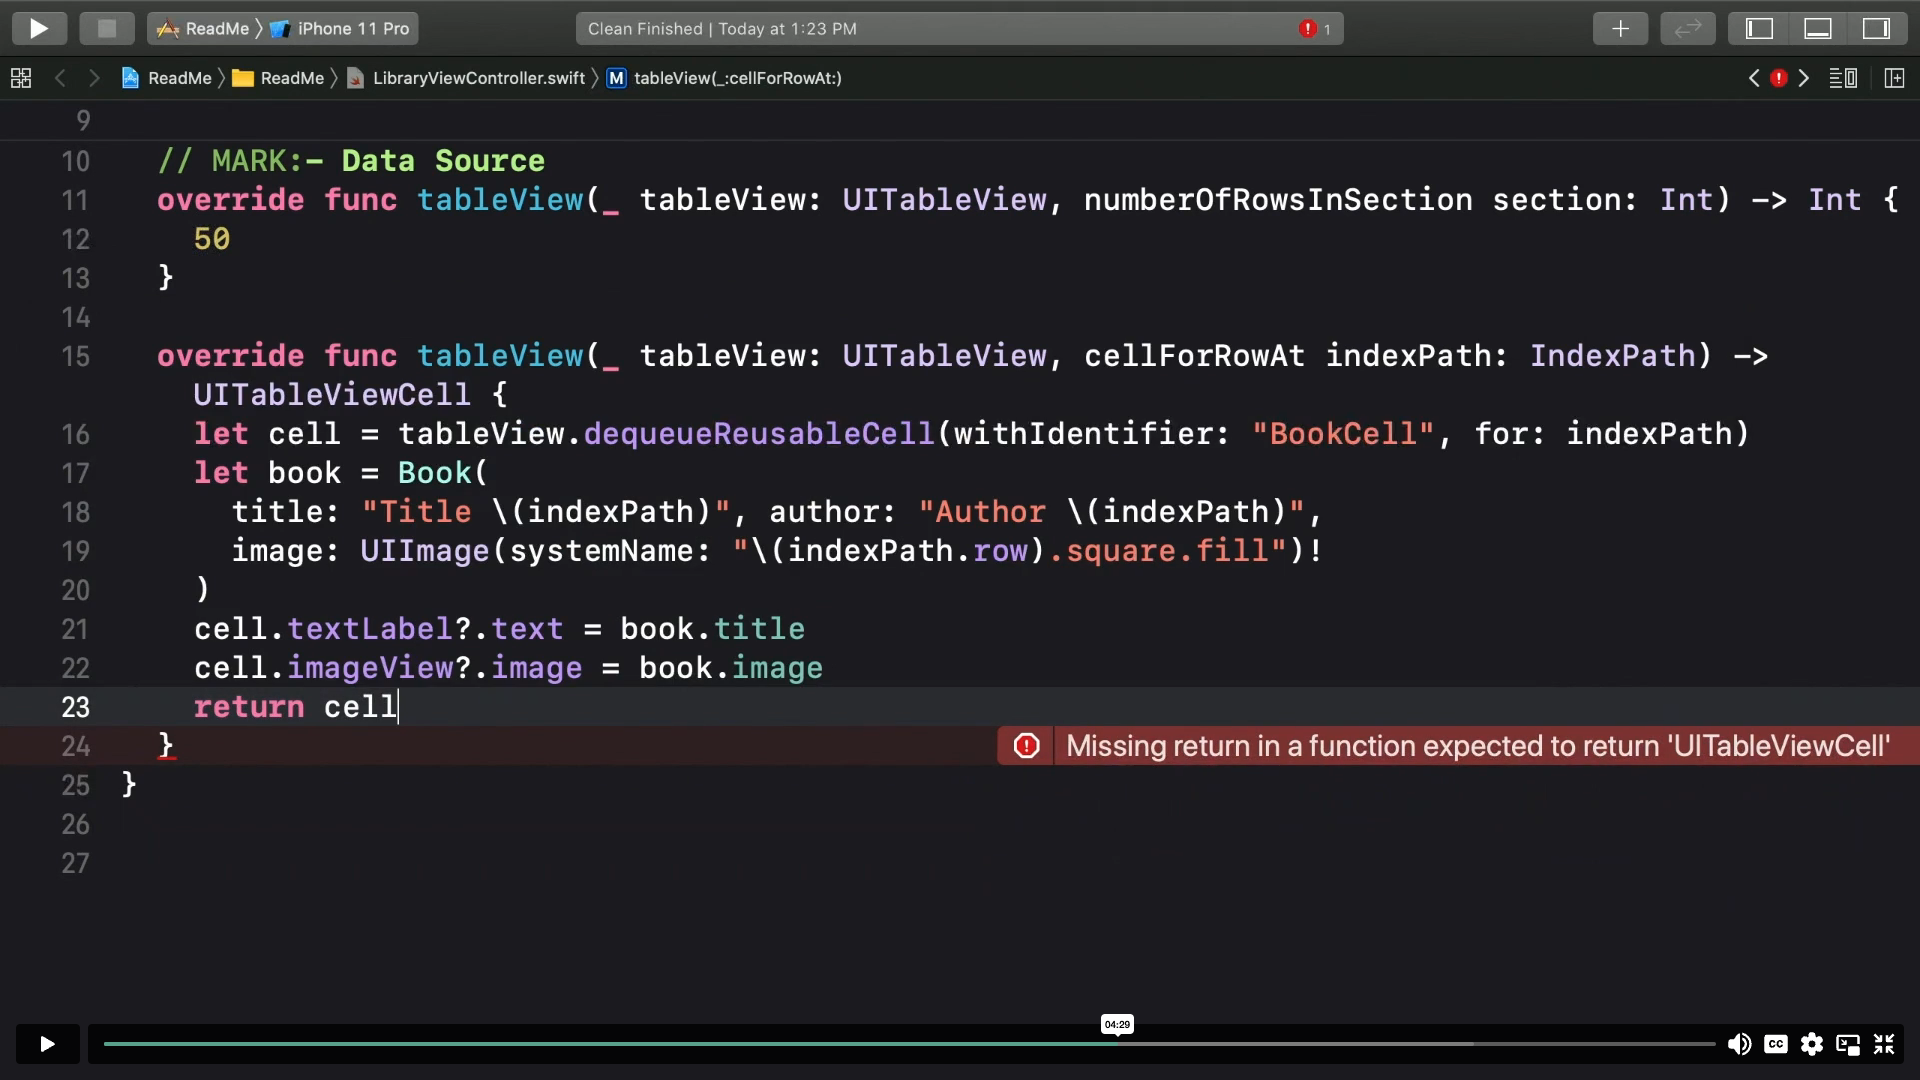 ReadMe 〉 iPhone 11 Pro
Clean Finished | Today at 1:23 PM
1
ReadMe 〉 ReadMe 〉 LibraryViewController.swift 〉 M tableView(_:cellForRowAt:)
9
10 // MARK:- Data Source
11 override func tableView(_ tableView: UITableView, numberOfRowsInSection section: Int) -> Int {
12 50
13 }
14
15 override func tableView(_ tableView: UITableView, cellForRowAt indexPath: IndexPath) ->
UITableViewCell {
16 let cell = tableView.dequeueReusableCell(withIdentifier: "BookCell", for: indexPath)
17 let book = Book(
18 title: "Title \(indexPath)", author: "Author \(indexPath)",
19 image: UIImage(systemName: "\(indexPath.row).square.fill")!
20 )
21 cell.textLabel?.text = book.title
22 cell.imageView?.image = book.image
23 return cell
24 } Missing return in a function expected to return 'UITableViewCell'
25 }
26
27
04:29
CC